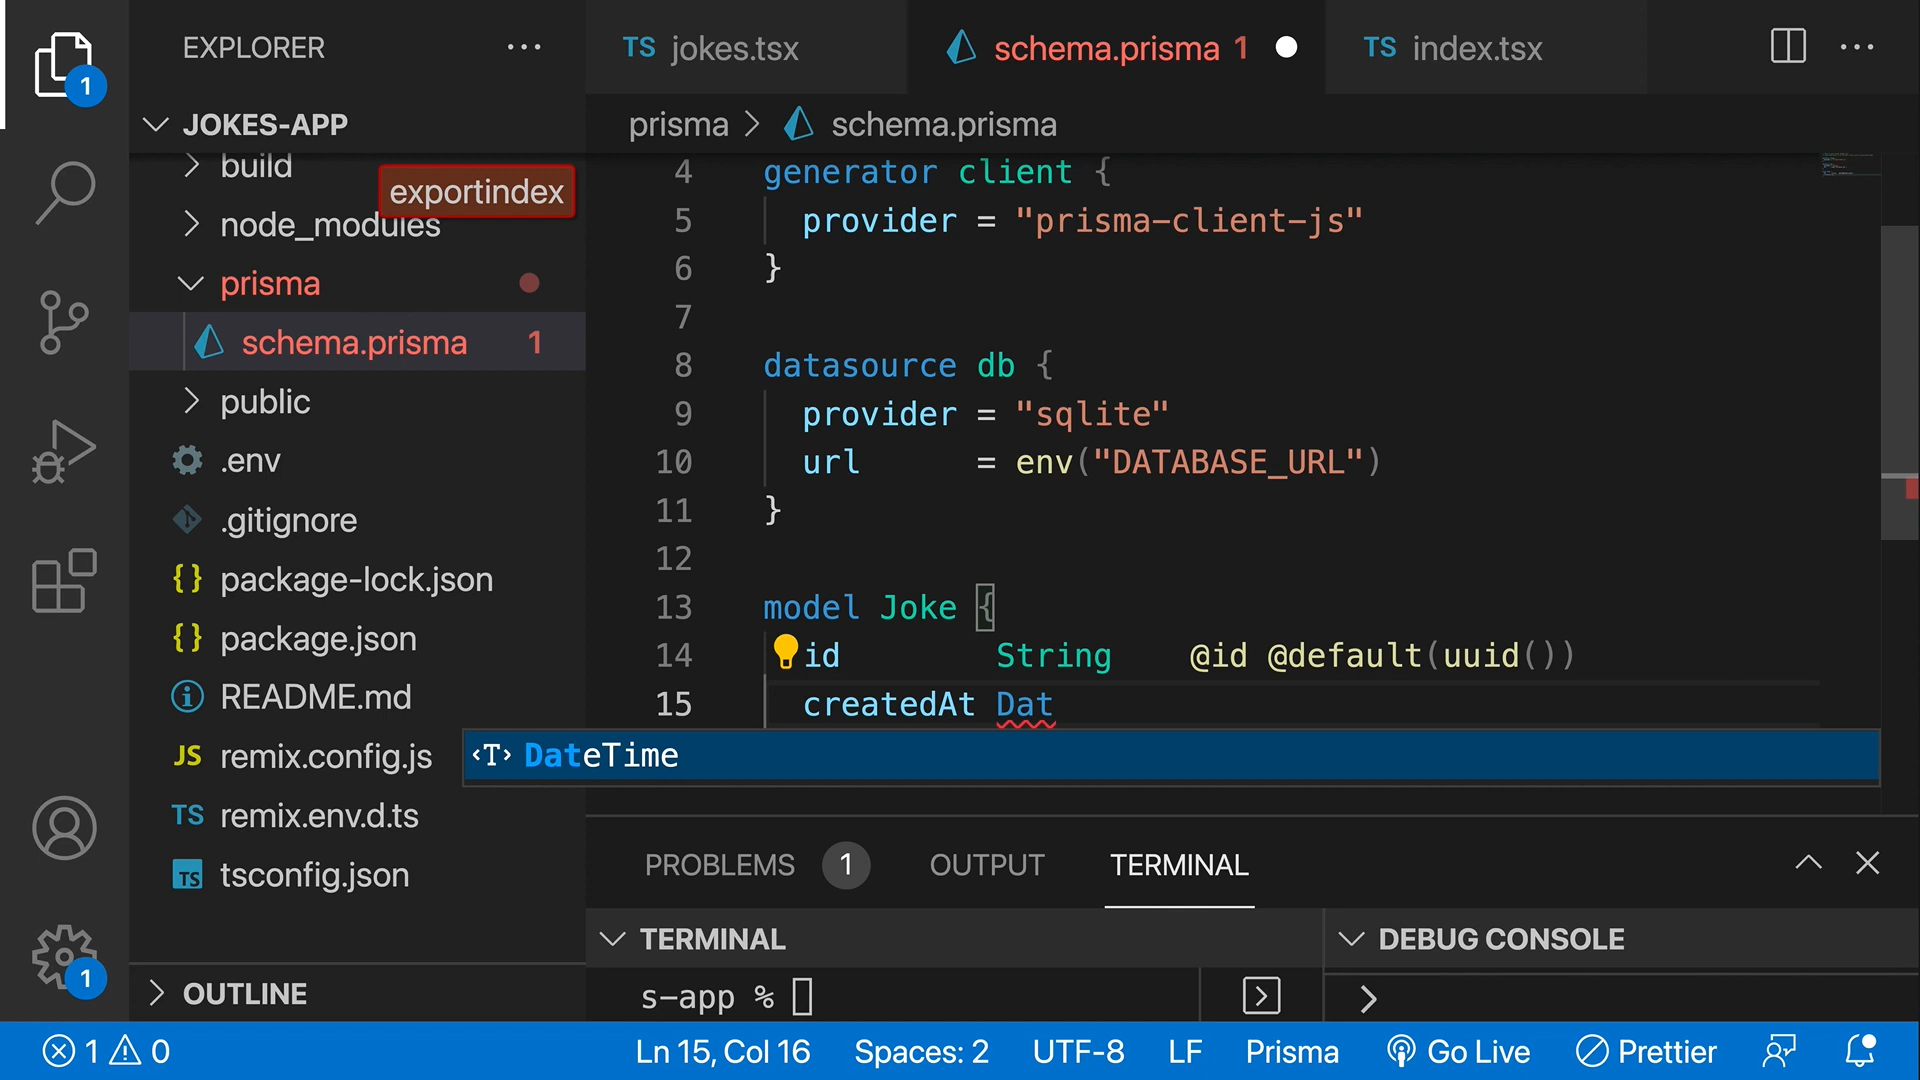 EXPLORER
TS jokes.tsx
schema.prisma 1
TS index.tsx
1
JOKES-APP
prisma > schema.prisma
build
exportindex
node_modules
prisma
schema.prisma 1
public
.env
.gitignore
{} package-lock.json
{} package.json
README.md
JS remix.config.js
TS remix.env.d.ts
TS tsconfig.json
OUTLINE
1
4 generator client {
5 provider = "prisma-client-js"
6 }
7
8 datasource db {
9 provider = "sqlite"
10 url = env("DATABASE_URL")
11 }
12
13 model Joke {
14 id String @id @default(uuid())
15 createdAt Dat
<T> DateTime
PROBLEMS 1 OUTPUT TERMINAL
TERMINAL
s-app %
DEBUG CONSOLE
>
1 0
Ln 15, Col 16 Spaces: 2 UTF-8 LF Prisma Go Live Prettier